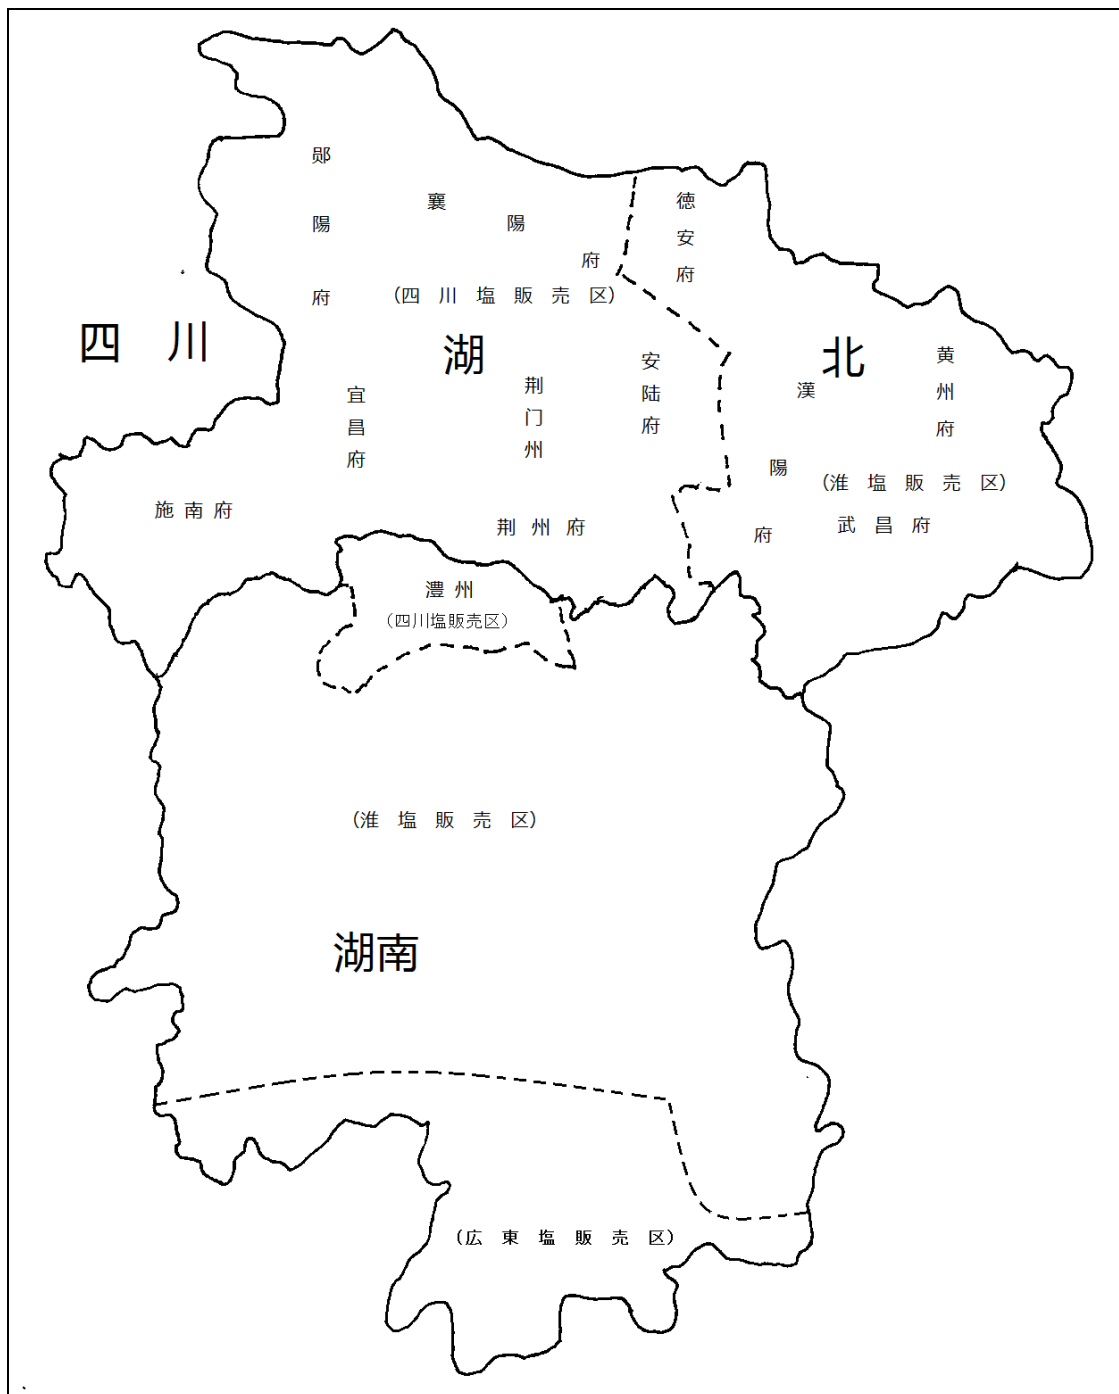 鄖陽府
襄陽府
徳安府
(四川塩販売区)
四川
湖北
宜昌府
荆门州
安陆府
漢陽府
黄州府
(淮塩販売区)
武昌府
施南府
荆州府
澧州
(四川塩販売区)
(淮塩販売区)
湖南
(広東塩販売区)